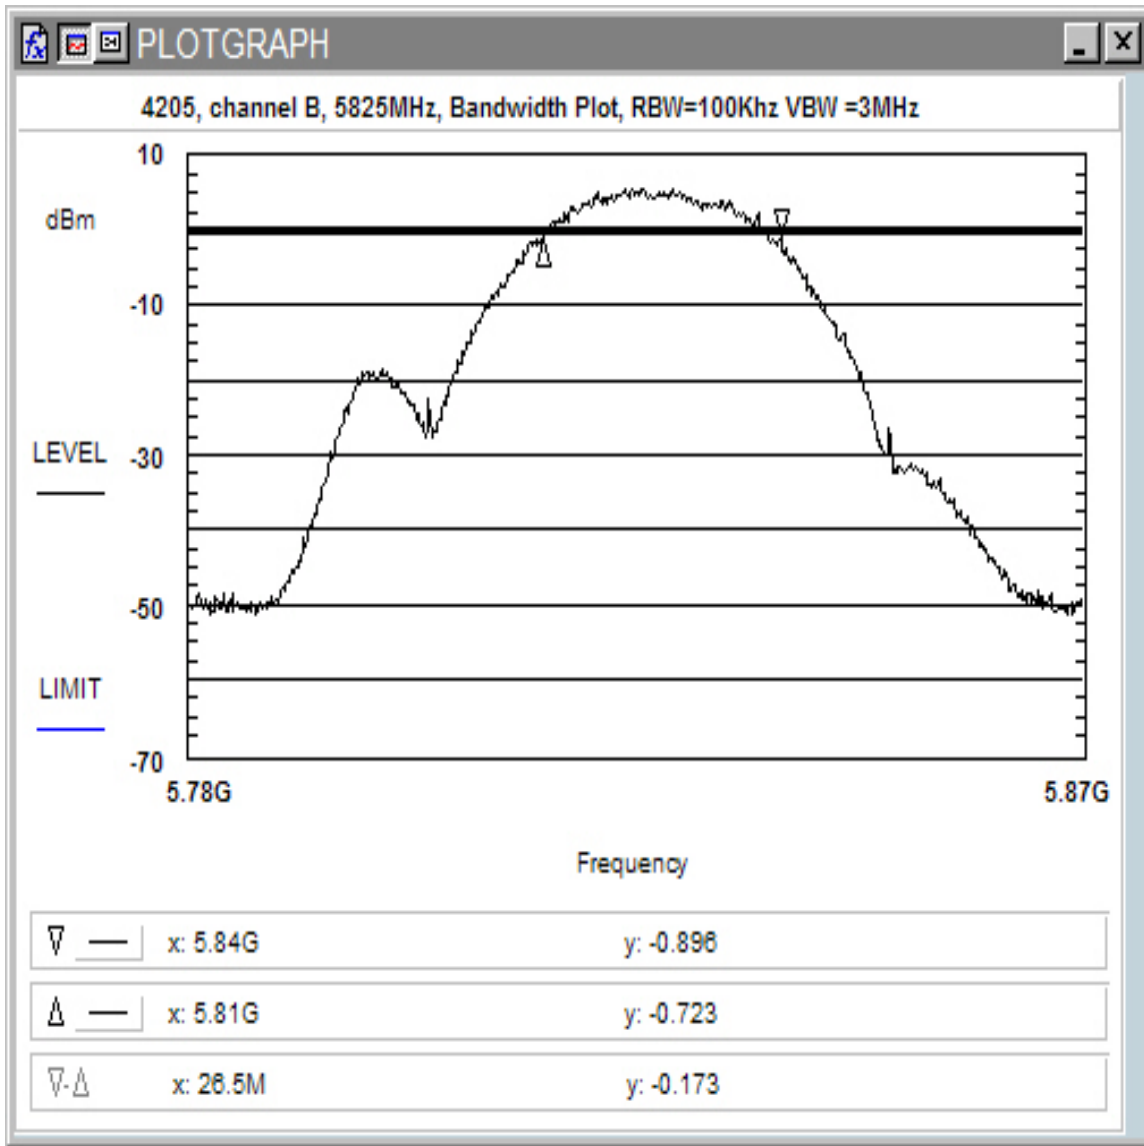 PLOTGRAPH
4205, channel B, 5825MHz, Bandwidth Plot, RBW=100Khz VBW =3MHz
10
dBm
-10
LEVEL -30
-50
LIMIT
-70
5.78G 5.87G
Frequency
x: 5.84G y: -0.896
x: 5.81G y: -0.723
x: 26.5M y: -0.173